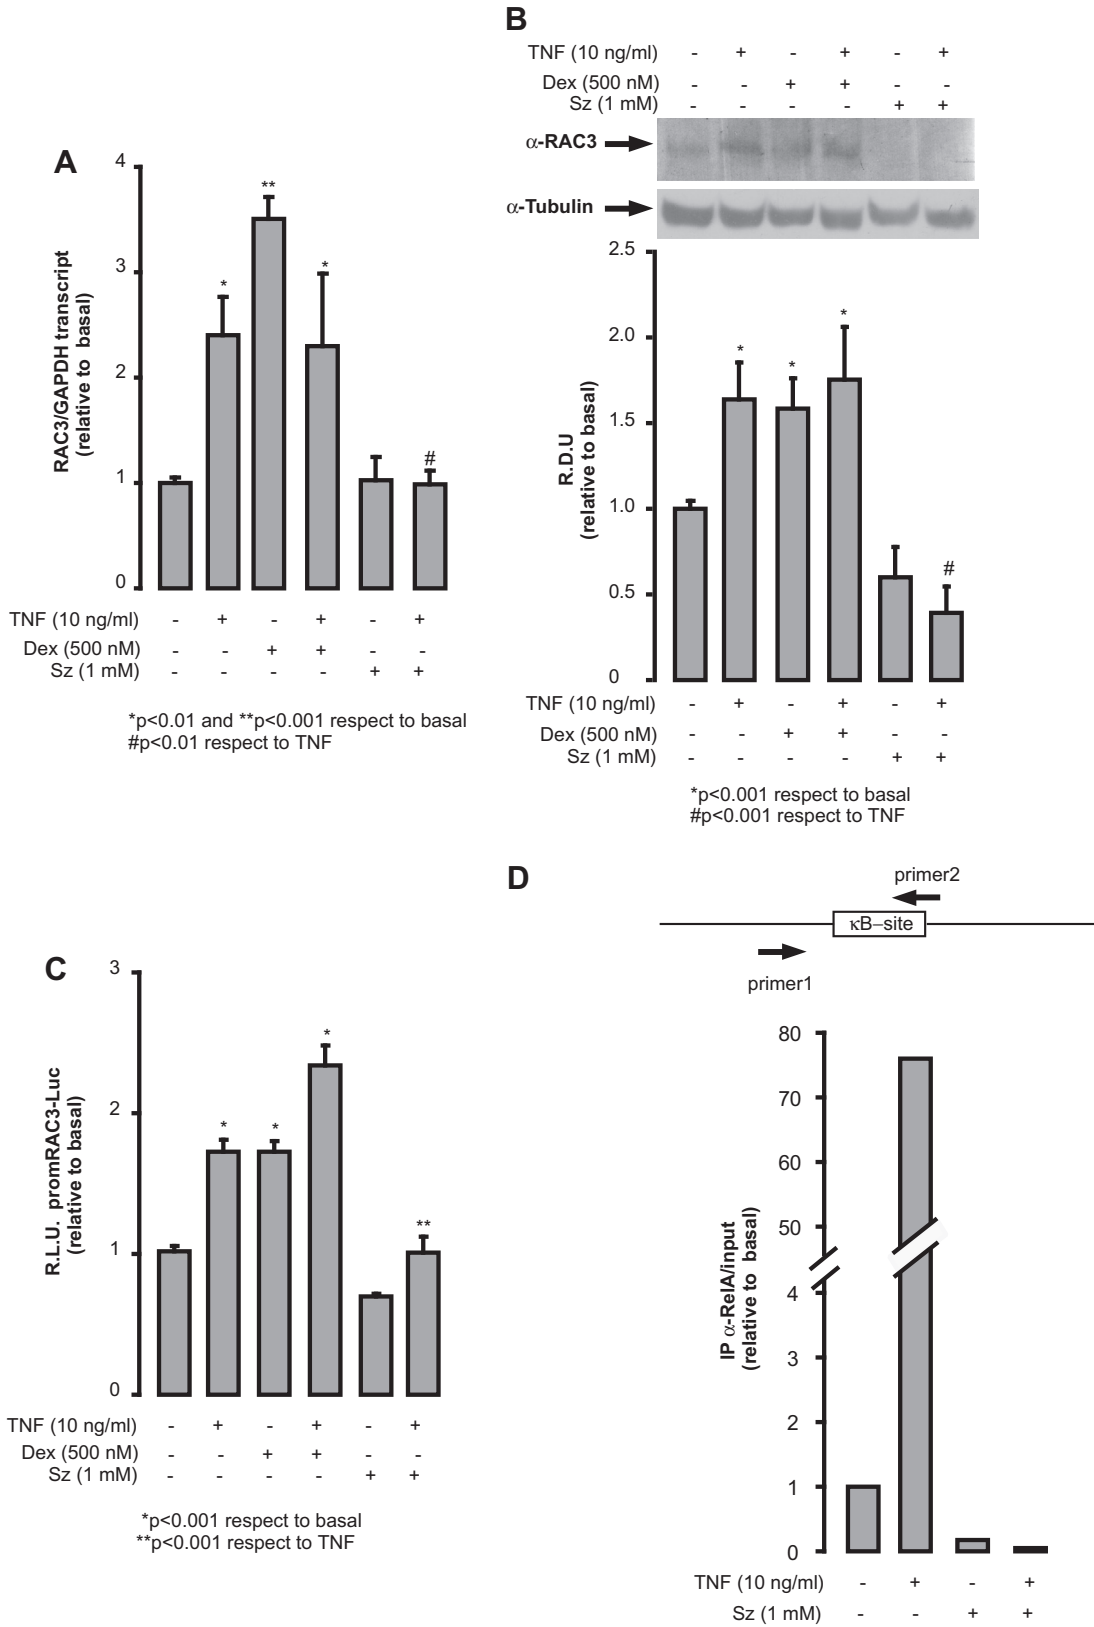 A
4
3
2
1
0
RAC3/GAPDH transcript
(relative to basal)
* ** * #
TNF (10 ng/ml) - + - + - +
Dex (500 nM) - - + + - -
Sz (1 mM) - - - - + +
*p<0.01 and **p<0.001 respect to basal
#p<0.01 respect to TNF
B
TNF (10 ng/ml) - + - + - +
Dex (500 nM) - - + + - -
Sz (1 mM) - - - - + +
α-RAC3
α-Tubulin
2.5
2.0
1.5
1.0
0.5
0
R.D.U
(relative to basal)
* * * #
TNF (10 ng/ml) - + - + - +
Dex (500 nM) - - + + - -
Sz (1 mM) - - - - + +
*p<0.001 respect to basal
#p<0.001 respect to TNF
C
3
2
1
0
R.L.U. promRAC3-Luc
(relative to basal)
* * * **
TNF (10 ng/ml) - + - + - +
Dex (500 nM) - - + + - -
Sz (1 mM) - - - - + +
*p<0.001 respect to basal
**p<0.001 respect to TNF
D
primer2
κB–site
primer1
80
70
60
50
4
3
2
1
0
IP α-RelA/input
(relative to basal)
TNF (10 ng/ml) - + - +
Sz (1 mM) - - + +